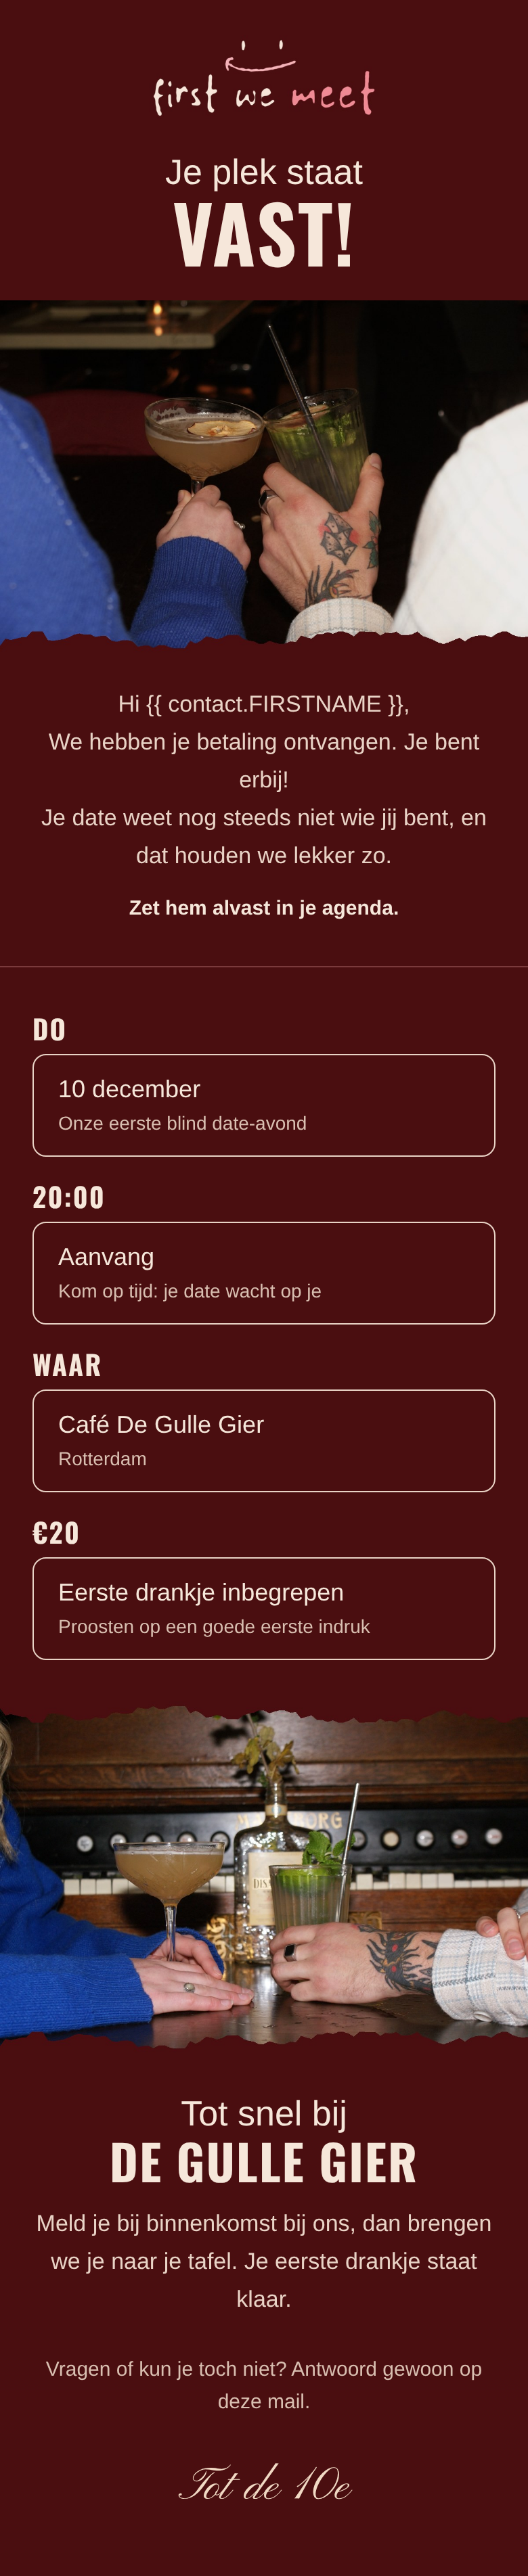 first we meet
Je plek staat
VAST!
Hi {{ contact.FIRSTNAME }},
We hebben je betaling ontvangen. Je bent
erbij!
Je date weet nog steeds niet wie jij bent, en
dat houden we lekker zo.
Zet hem alvast in je agenda.
DO
10 december
Onze eerste blind date-avond
20:00
Aanvang
Kom op tijd: je date wacht op je
WAAR
Café De Gulle Gier
Rotterdam
€20
Eerste drankje inbegrepen
Proosten op een goede eerste indruk
Tot snel bij
DE GULLE GIER
Meld je bij binnenkomst bij ons, dan brengen
we je naar je tafel. Je eerste drankje staat
klaar.
Vragen of kun je toch niet? Antwoord gewoon op
deze mail.
Tot de 10e